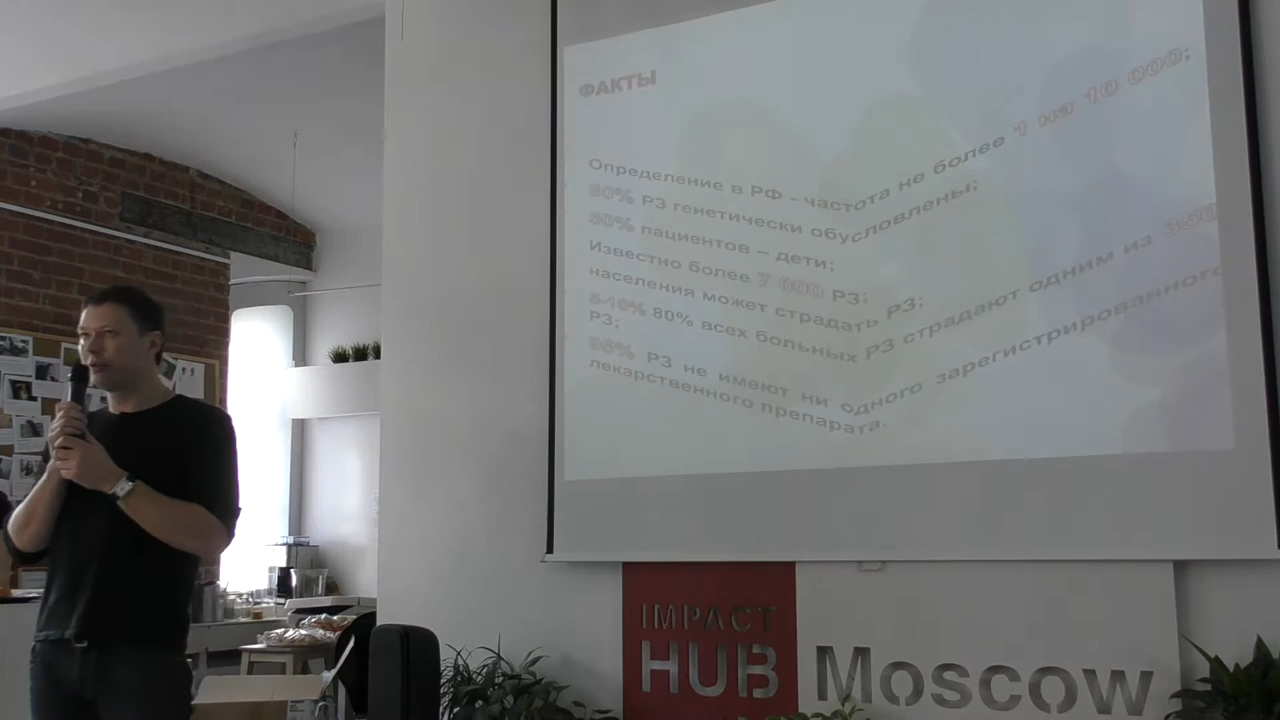 ФАКТЫ
Определение в РФ - частота не более 1 на 10 000;
80% РЗ генетически обусловлены;
50% пациентов – дети;
Известно более 7 000 РЗ;
населения может страдать РЗ;
80% всех больных РЗ страдают одним из
РЗ;
95% РЗ не имеют ни одного зарегистрированного
лекарственного препарата.
IMPACT
HUB Moscow